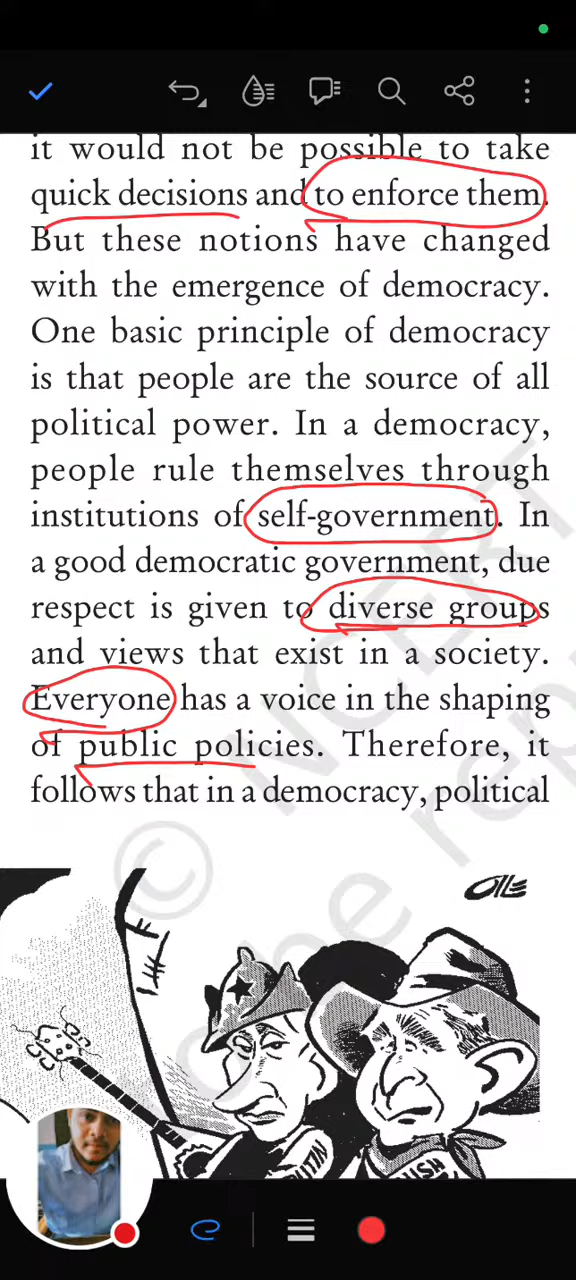 it would not be possible to take
quick decisions and to enforce them.
But these notions have changed
with the emergence of democracy.
One basic principle of democracy
is that people are the source of all
political power. In a democracy,
people rule themselves through
institutions of self-government. In
a good democratic government, due
respect is given to diverse groups
and views that exist in a society.
Everyone has a voice in the shaping
of public policies. Therefore, it
follows that in a democracy, political
© NCERT
be rep
OLLE